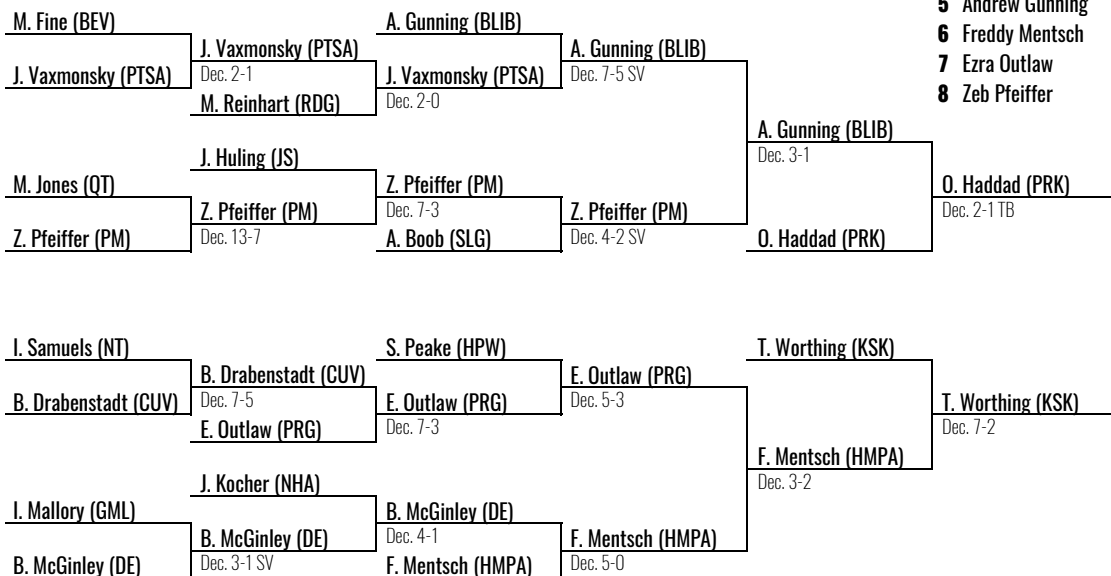 5 Andrew Gunning
M. Fine (BEV) A. Gunning (BLIB)
6 Freddy Mentsch
J. Vaxmonsky (PTSA) A. Gunning (BLIB)
7 Ezra Outlaw
J. Vaxmonsky (PTSA) Dec. 2-1 J. Vaxmonsky (PTSA) Dec. 7-5 SV
8 Zeb Pfeiffer
M. Reinhart (RDG) Dec. 2-0
A. Gunning (BLIB)
J. Huling (JS) Dec. 3-1
M. Jones (QT) Z. Pfeiffer (PM) O. Haddad (PRK)
Z. Pfeiffer (PM) Dec. 7-3 Z. Pfeiffer (PM) Dec. 2-1 TB
Z. Pfeiffer (PM) Dec. 13-7 A. Boob (SLG) Dec. 4-2 SV O. Haddad (PRK)
I. Samuels (NT) S. Peake (HPW) T. Worthing (KSK)
B. Drabenstadt (CUV) E. Outlaw (PRG)
B. Drabenstadt (CUV) Dec. 7-5 E. Outlaw (PRG) Dec. 5-3 T. Worthing (KSK)
E. Outlaw (PRG) Dec. 7-3 Dec. 7-2
F. Mentsch (HMPA)
J. Kocher (NHA) Dec. 3-2
I. Mallory (GML) B. McGinley (DE)
B. McGinley (DE) Dec. 4-1 F. Mentsch (HMPA)
B. McGinley (DE) Dec. 3-1 SV F. Mentsch (HMPA) Dec. 5-0